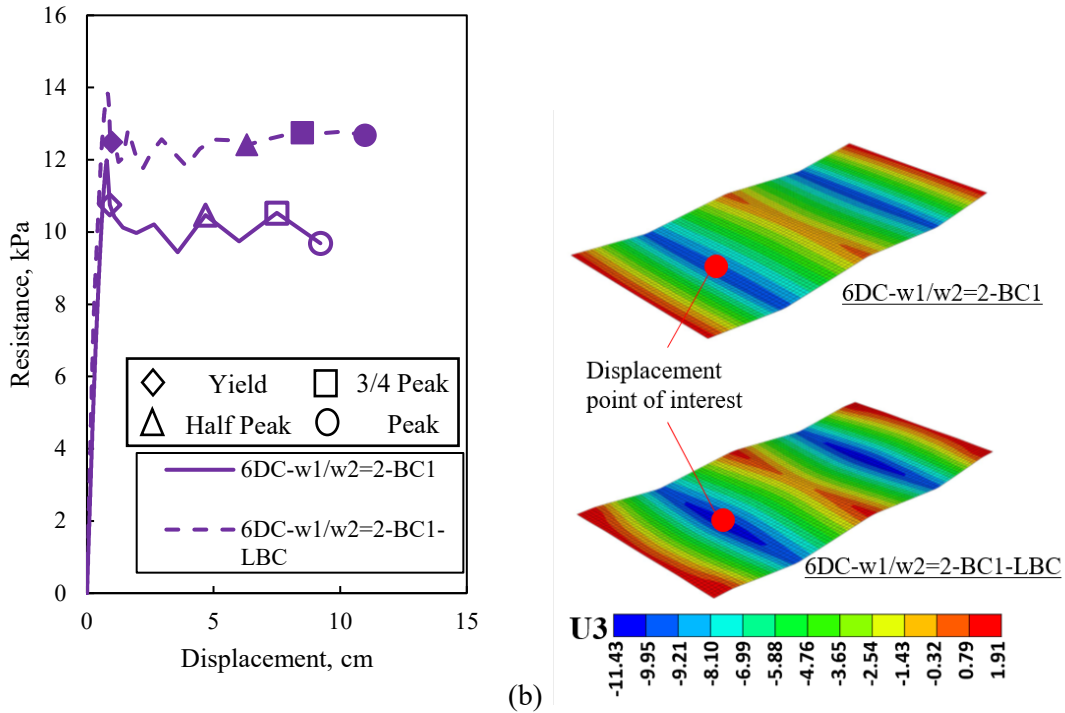 16
14
12
10
8
6
4
2
0
Resistance, kPa
Yield
3/4 Peak
Half Peak
Peak
6DC-w1/w2=2-BC1
6DC-w1/w2=2-BC1-
LBC
0
5
10
15
Displacement, cm
6DC-w1/w2=2-BC1
Displacement
point of interest
6DC-w1/w2=2-BC1-LBC
U3
-11.43
-9.95
-9.21
-8.10
-6.99
-5.88
-4.76
-3.65
-2.54
-1.43
-0.32
0.79
1.91
(b)